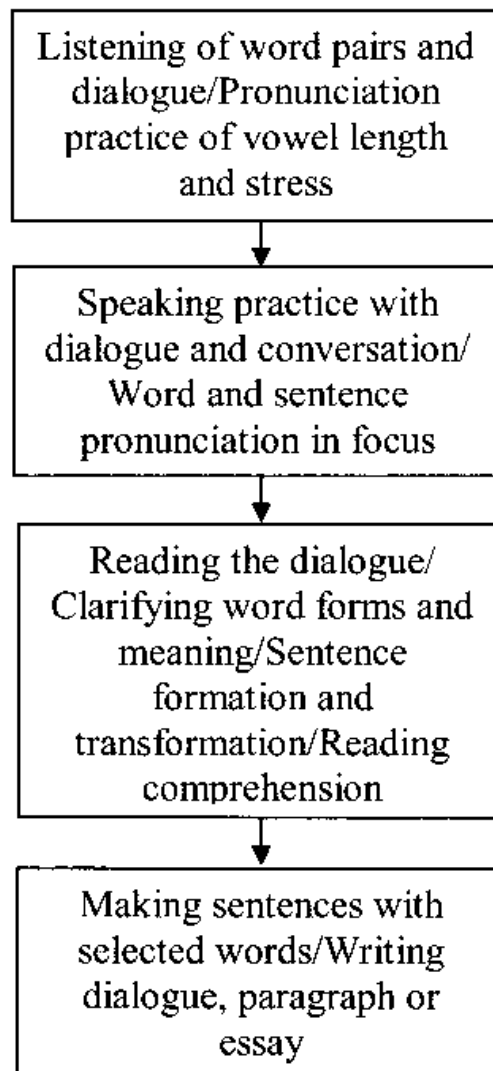 Listening of word pairs and
dialogue/Pronunciation
practice of vowel length
and stress
Speaking practice with
dialogue and conversation/
Word and sentence
pronunciation in focus
Reading the dialogue/
Clarifying word forms and
meaning/Sentence
formation and
transformation/Reading
comprehension
Making sentences with
selected words/Writing
dialogue, paragraph or
essay